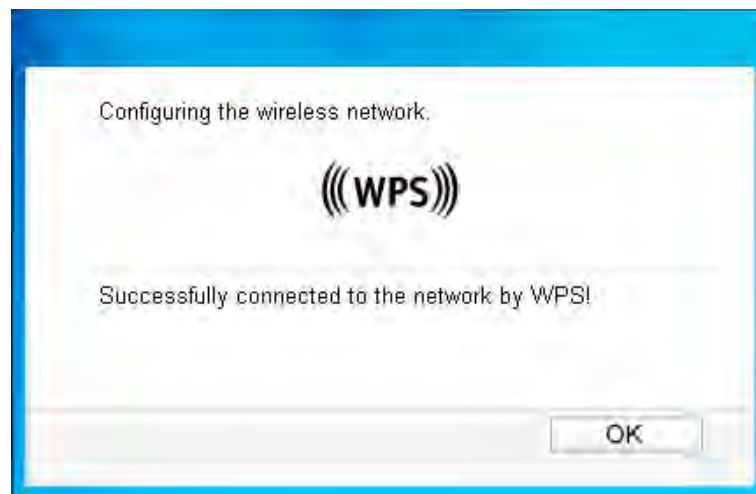 Configuring the wireless network.
(((WPS)))
Successfully connected to the network by WPS!
OK